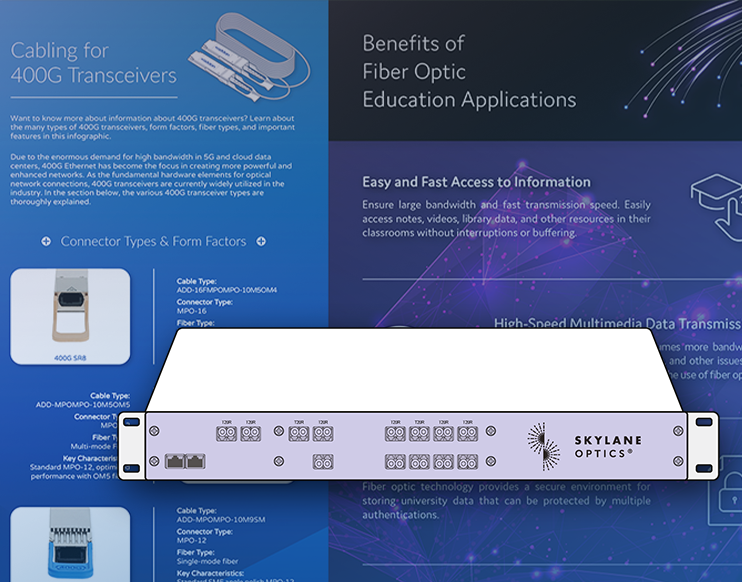 Cabling for
400G Transceivers
Want to know more about information about 400G transceivers? Learn about
the many types of 400G transceivers, form factors, fiber types, and important
features in this infographic.
Due to the enormous demand for high bandwidth in 5G and cloud data
centers, 400G Ethernet has become the focus in creating more powerful and
enhanced networks. As the fundamental hardware elements for optical
network connections, 400G transceivers are currently widely utilized in the
industry. In the section below, the various 400G transceiver types are
thoroughly explained.
Connector Types & Form Factors
Cable Type:
ADD-16FMPOMPO-10M5OM4
Connector Type:
MPO-16
Fiber Type:
400G SR8
Cable Type:
ADD-MPOMPO-10M5OM5
Connector
MPO
Fiber
Multi-mode
Key
Standard MPO-12,
performance with OM5
Cable Type:
ADD-MPOMPO-10M9SM
Connector Type:
MPO-12
Fiber Type:
Single-mode fiber
Key Characteristics:
Benefits of
Fiber Optic
Education Applications
Easy and Fast Access to Information
Ensure large bandwidth and fast transmission speed. Easily
access notes, videos, library data, and other resources in their
classrooms without interruptions or buffering.
High-Speed Multimedia Data
more
and other issues
use of fiber
SKYLANE
OPTICS®
Fiber optic technology provides a secure environment for
storing university data that can be protected by multiple
authentications.